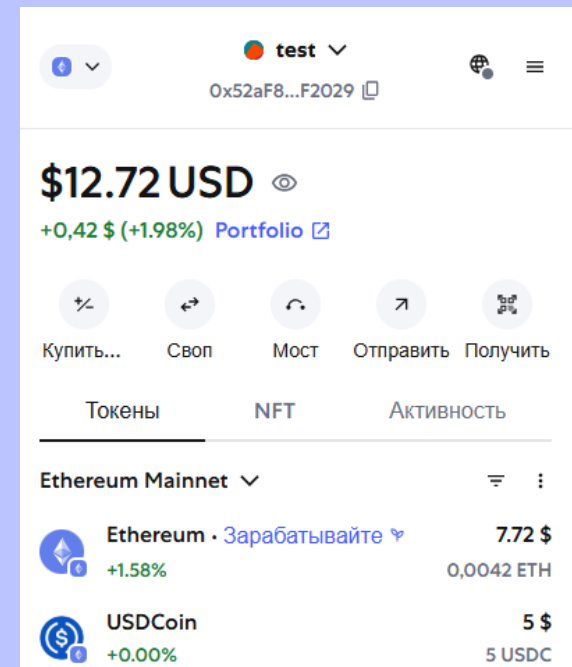 test
0x52aF8...F2029
$12.72 USD
+0,42 $ (+1.98%) Portfolio
Купить... Своп Мост Отправить Получить
Токены NFT Активность
Ethereum Mainnet
Ethereum • Зарабатывайте 7.72 $
+1.58% 0,0042 ETH
USDCoin 5 $
+0.00% 5 USDC